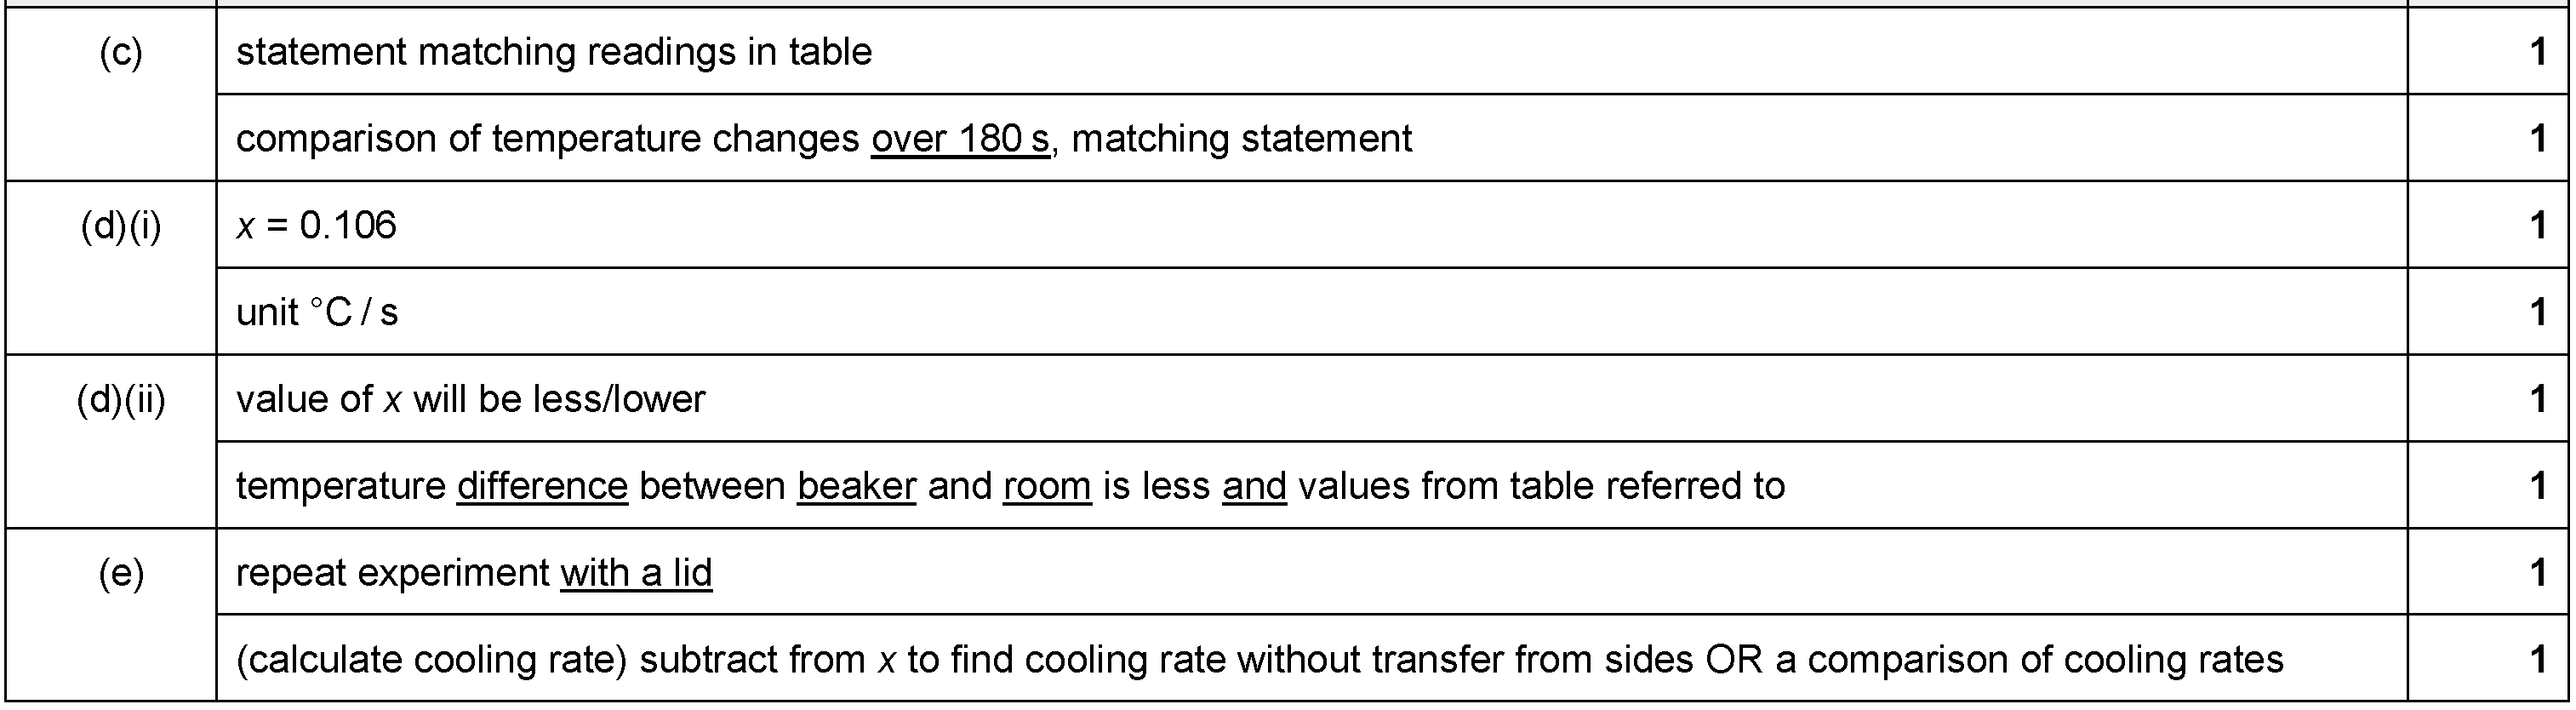 (c) statement matching readings in table 1
comparison of temperature changes over 180 s, matching statement 1
(d)(i) x = 0.106 1
unit °C / s 1
(d)(ii) value of x will be less/lower 1
temperature difference between beaker and room is less and values from table referred to 1
(e) repeat experiment with a lid 1
(calculate cooling rate) subtract from x to find cooling rate without transfer from sides OR a comparison of cooling rates 1